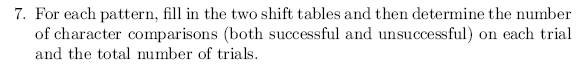 7. For each pattern, fill in the two shift tables and then determine the number
of character comparisons (both successful and unsuccessful) on each trial
and the total number of trials.